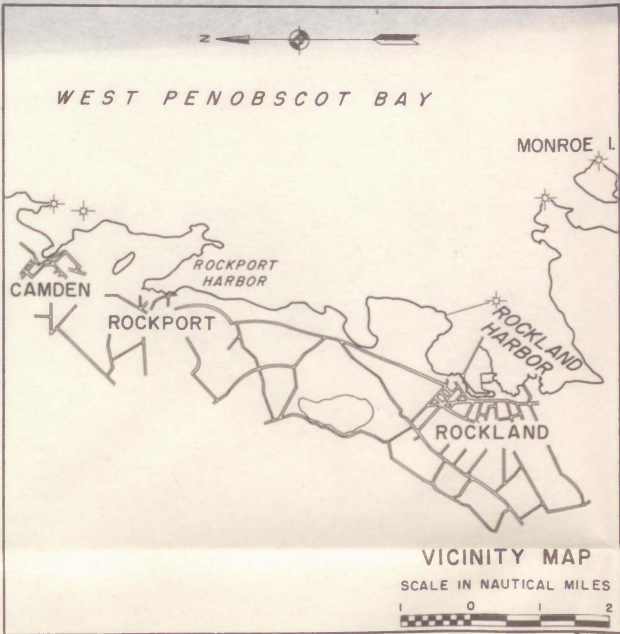 N
WEST PENOBSCOT BAY
MONROE I.
ROCKPORT
HARBOR
CAMDEN
ROCKPORT
ROCKLAND
HARBOR
ROCKLAND
VICINITY MAP
SCALE IN NAUTICAL MILES
1 0 1 2